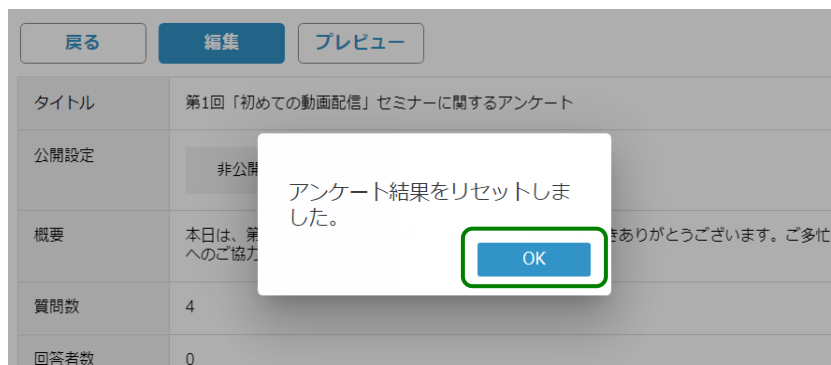 戻る 編集 プレビュー
タイトル 第1回「初めての動画配信」セミナーに関するアンケート
公開設定 非公開
アンケート結果をリセットしま
した。
OK
概要 本日は、第 きありがとうございます。ご多忙
へのご協力
質問数 4
回答者数 0